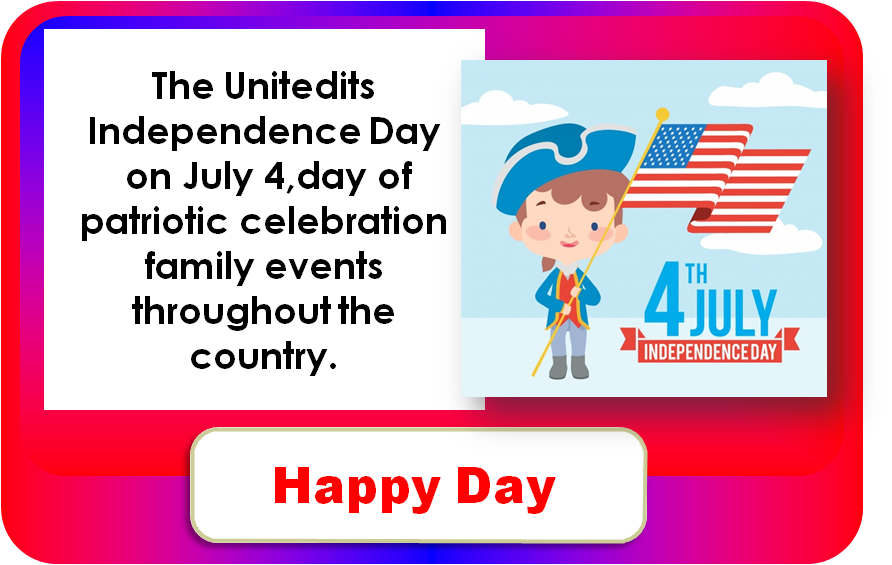 The Unitedits
Independence Day
on July 4,day of
patriotic celebration
family events
throughout the
country.
4TH
JULY
INDEPENDENCE DAY
Happy Day